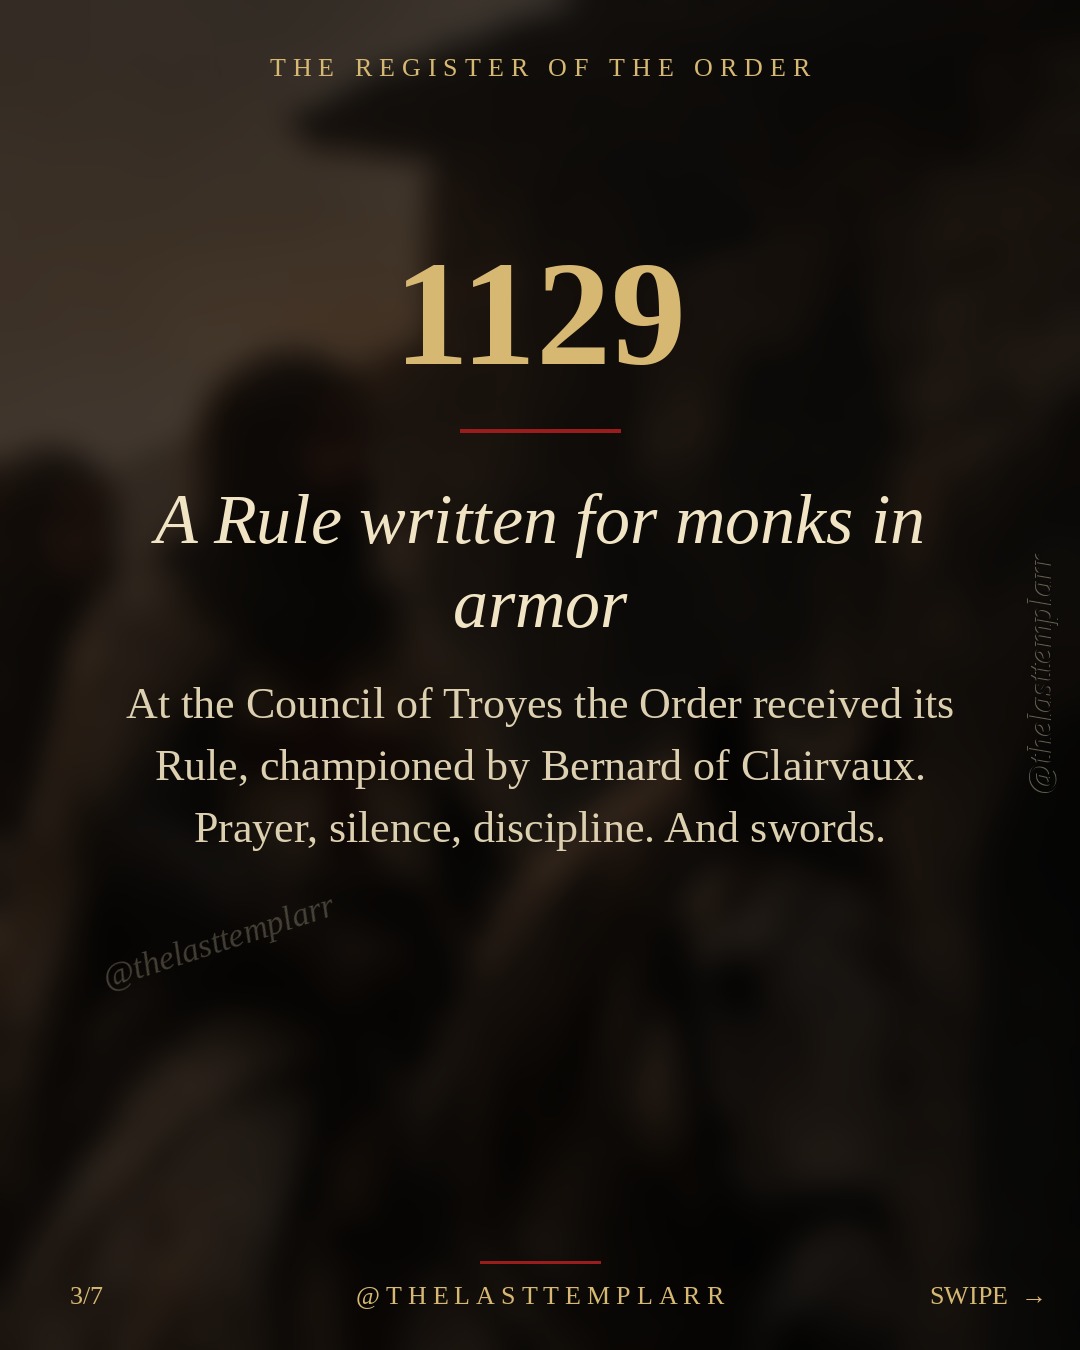 THE REGISTER OF THE ORDER
1129
A Rule written for monks in
armor
At the Council of Troyes the Order received its
Rule, championed by Bernard of Clairvaux.
Prayer, silence, discipline. And swords.
@thelasttemplarr
@thelasttemplarr
3/7
@THELASTTEMPLARR
SWIPE →